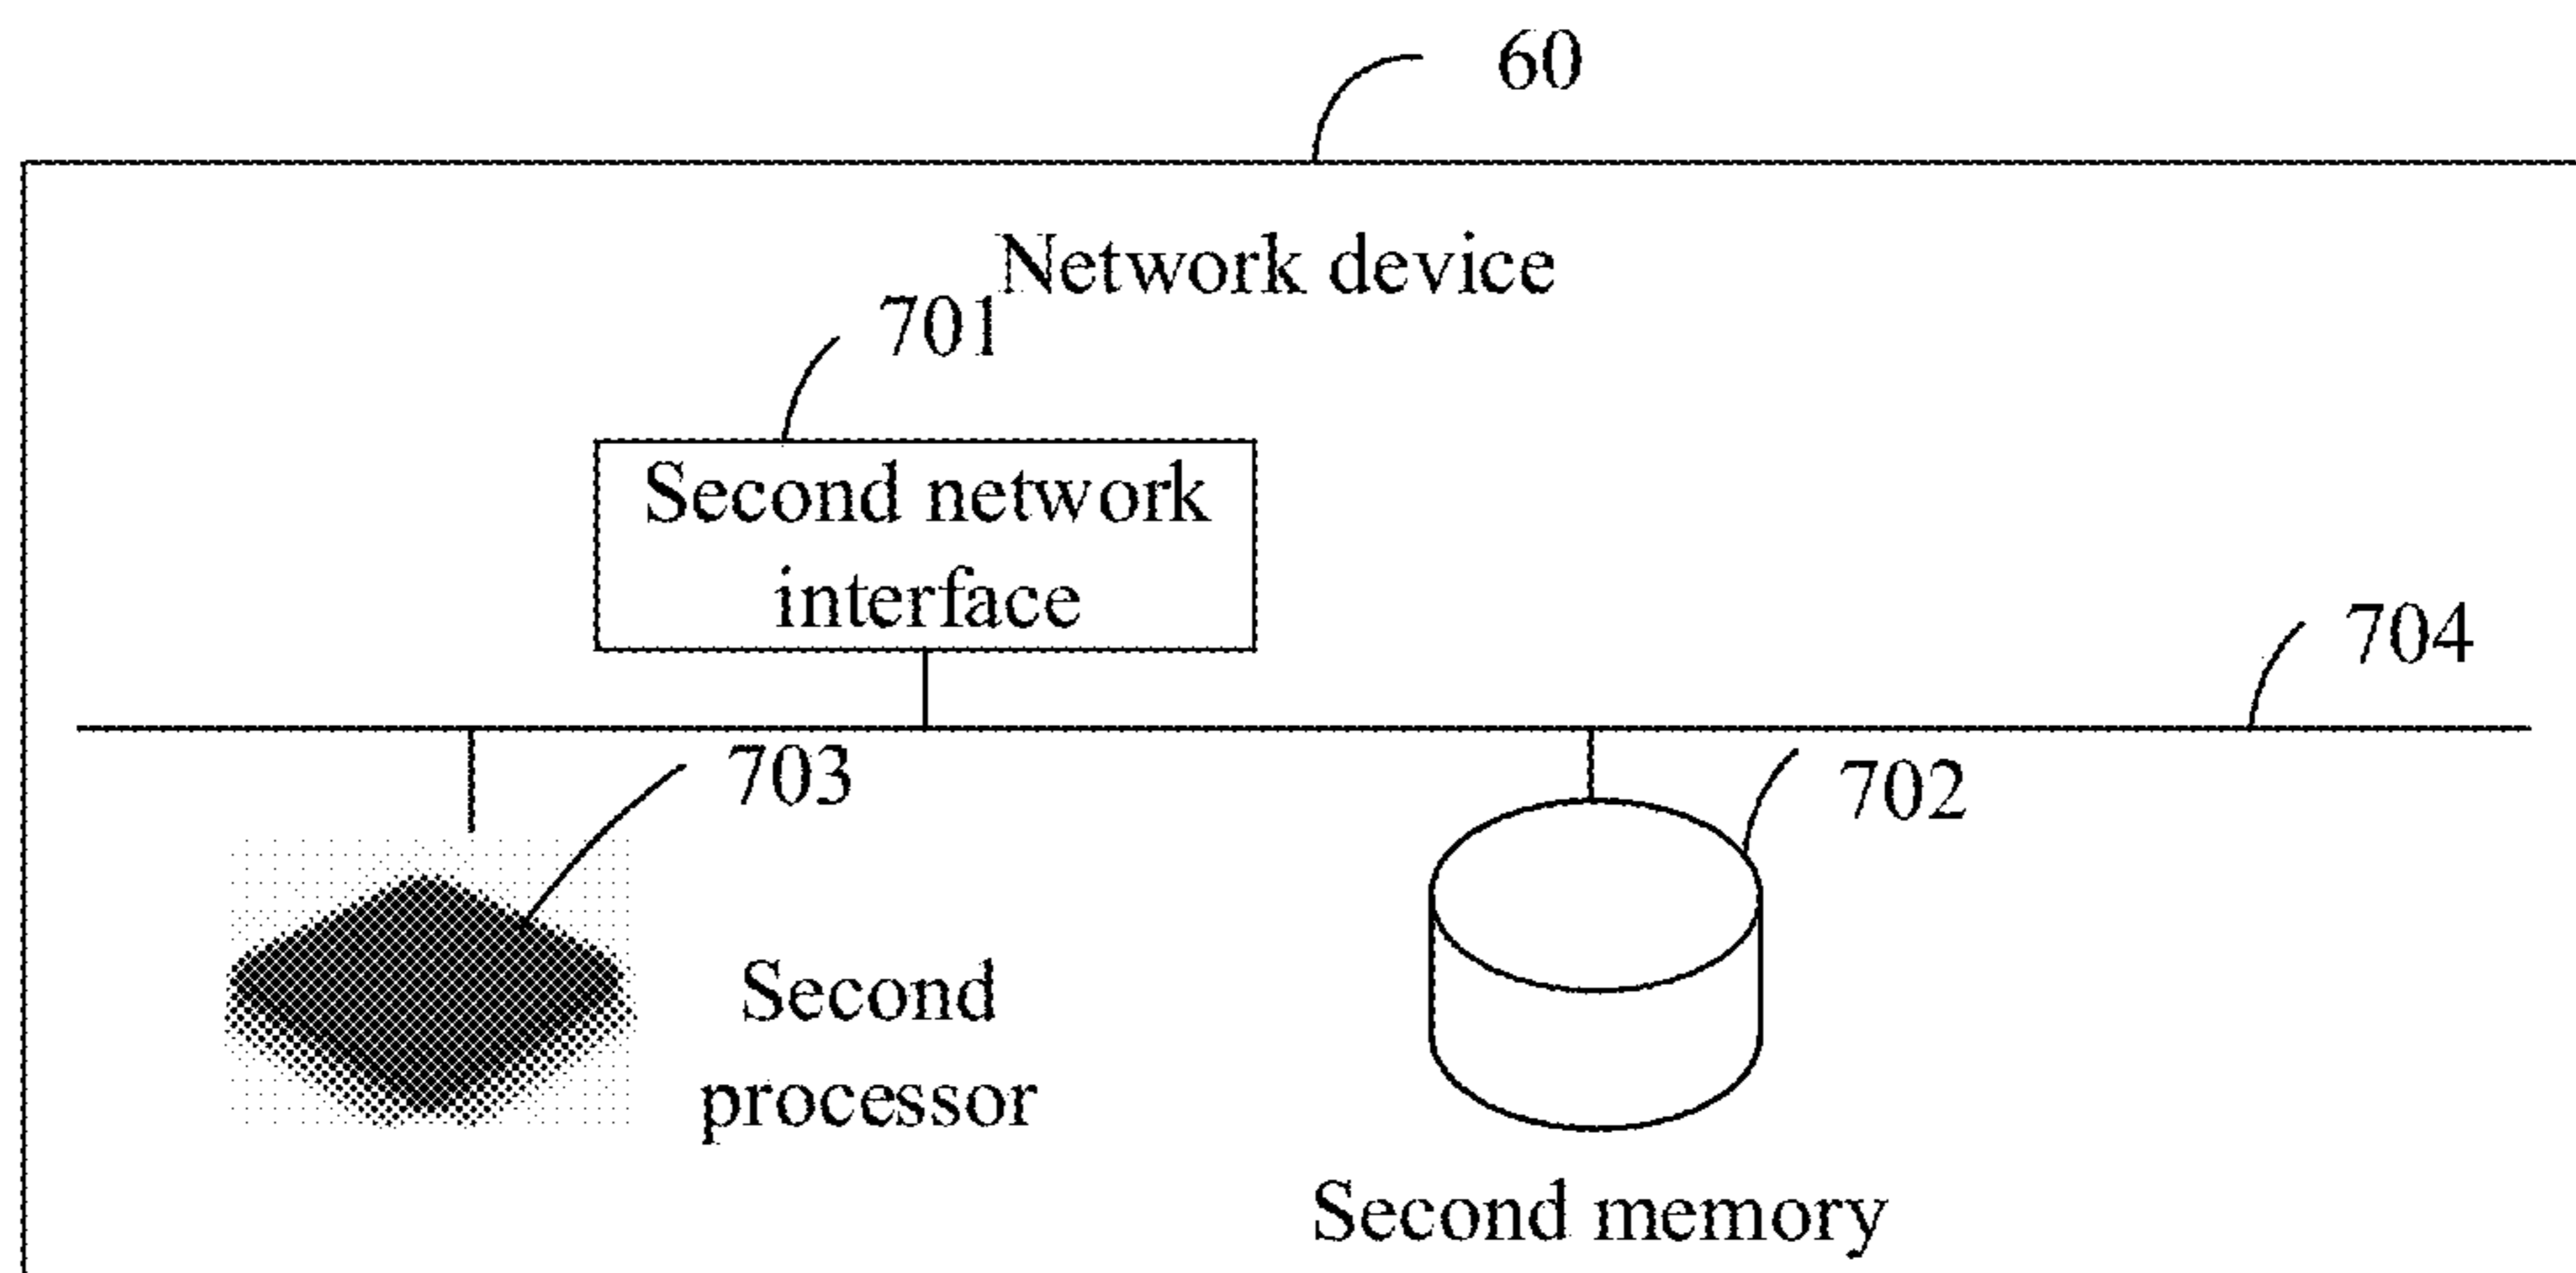 60
Network device
701
Second network
interface
704
703
702
Second
processor
Second memory